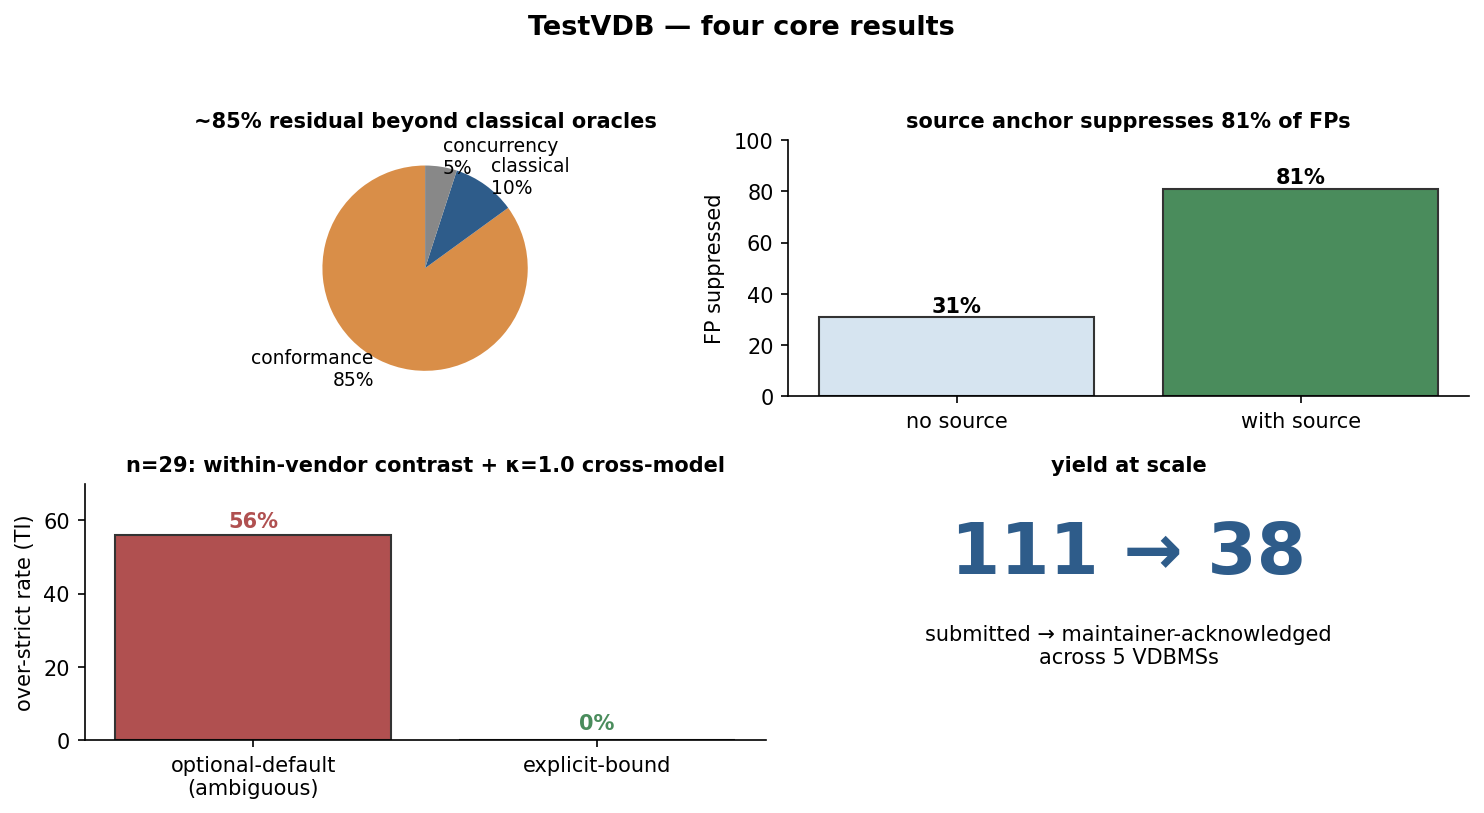 TestVDB — four core results
~85% residual beyond classical oracles
concurrency
5%
classical
10%
conformance
85%
source anchor suppresses 81% of FPs
FP suppressed
100
80
60
40
20
0
31%
81%
no source
with source
n=29: within-vendor contrast + κ=1.0 cross-model
over-strict rate (TI)
60
40
20
0
56%
0%
optional-default
(ambiguous)
explicit-bound
yield at scale
111 → 38
submitted → maintainer-acknowledged
across 5 VDBMSs